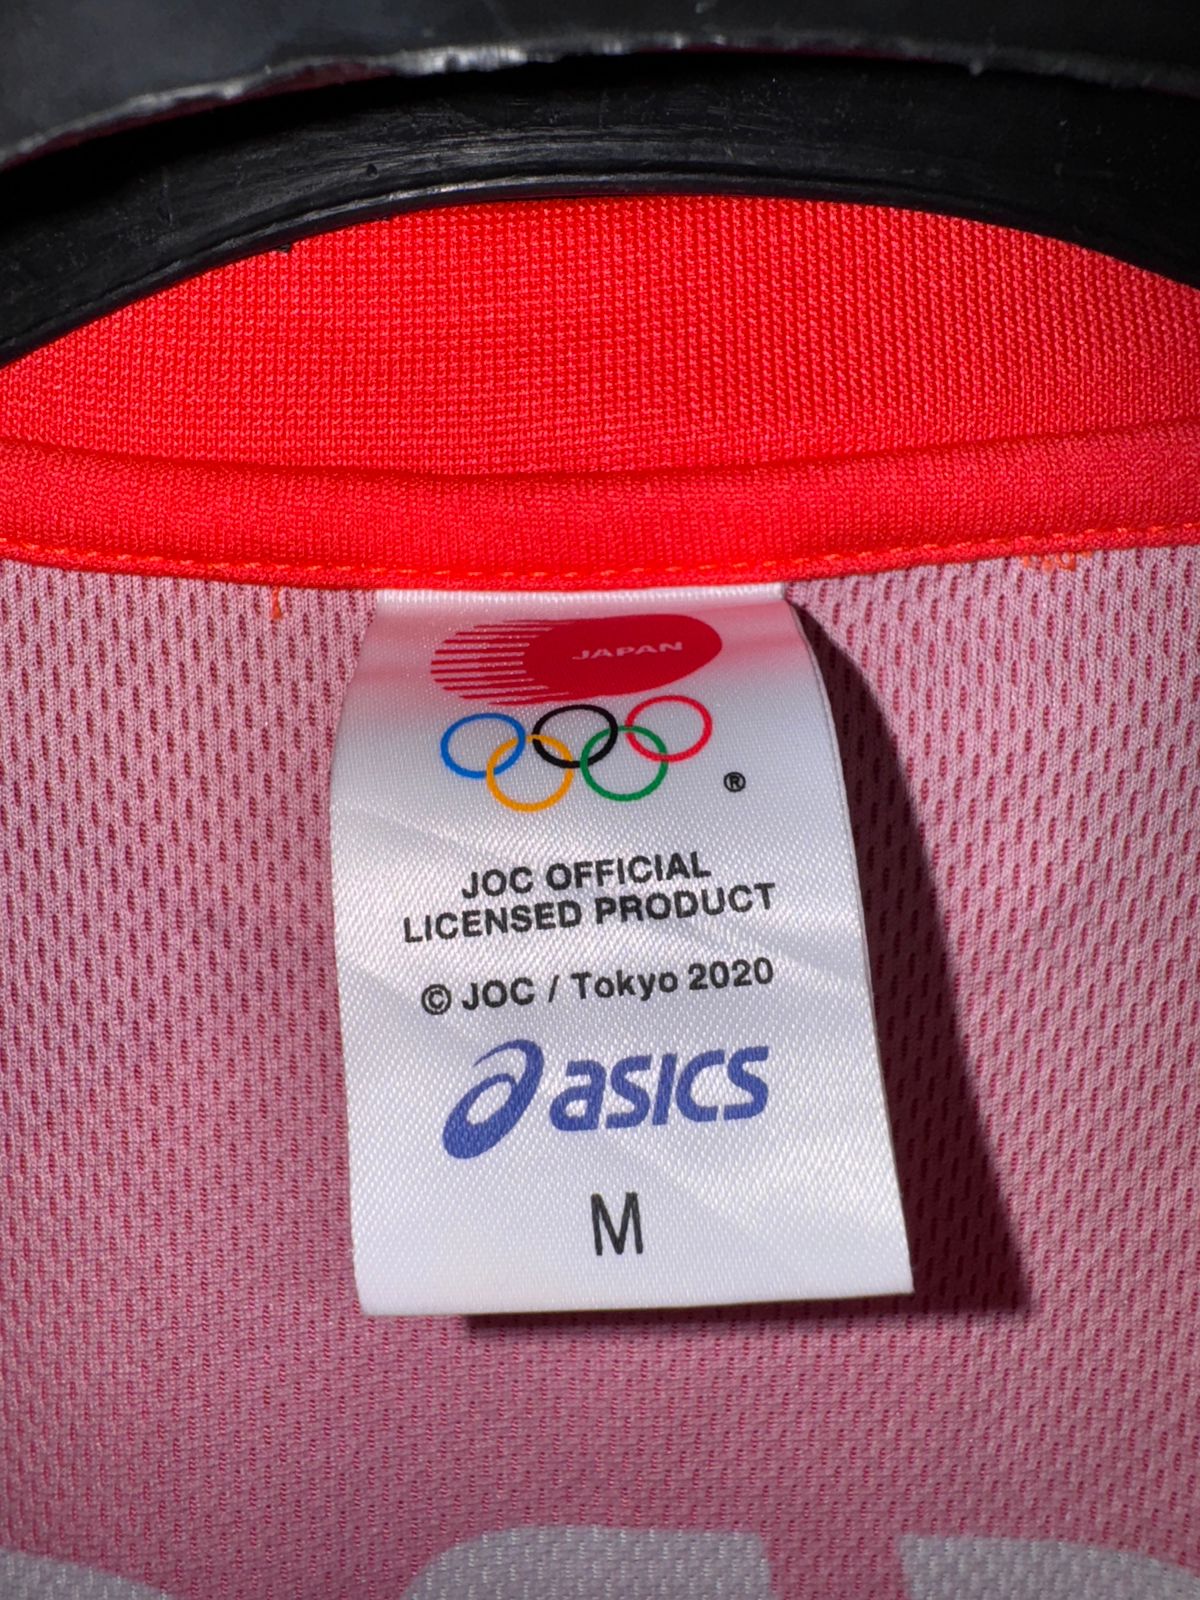 JAPAN
®
JOC OFFICIAL
LICENSED PRODUCT
© JOC / Tokyo 2020
asics
M